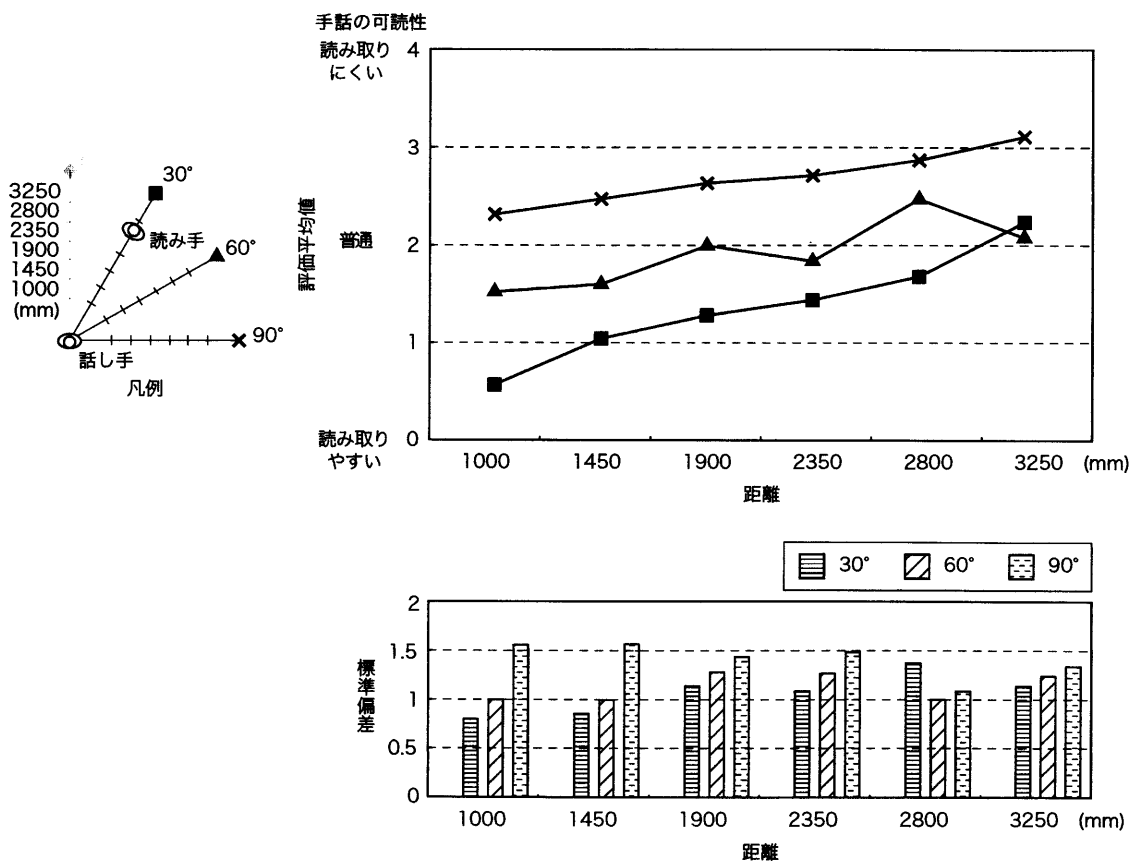 手話の可読性
読み取り
にくい
4
3
評価平均値
普通
2
1
読み取り
やすい
0
1000
1450
1900
2350
2800
3250
(mm)
距離
30°
3250
2800
2350
1900
1450
1000
(mm)
読み手
60°
90°
話し手
凡例
30°
60°
90°
2
1.5
標準偏差
1
0.5
0
1000
1450
1900
2350
2800
3250
(mm)
距離